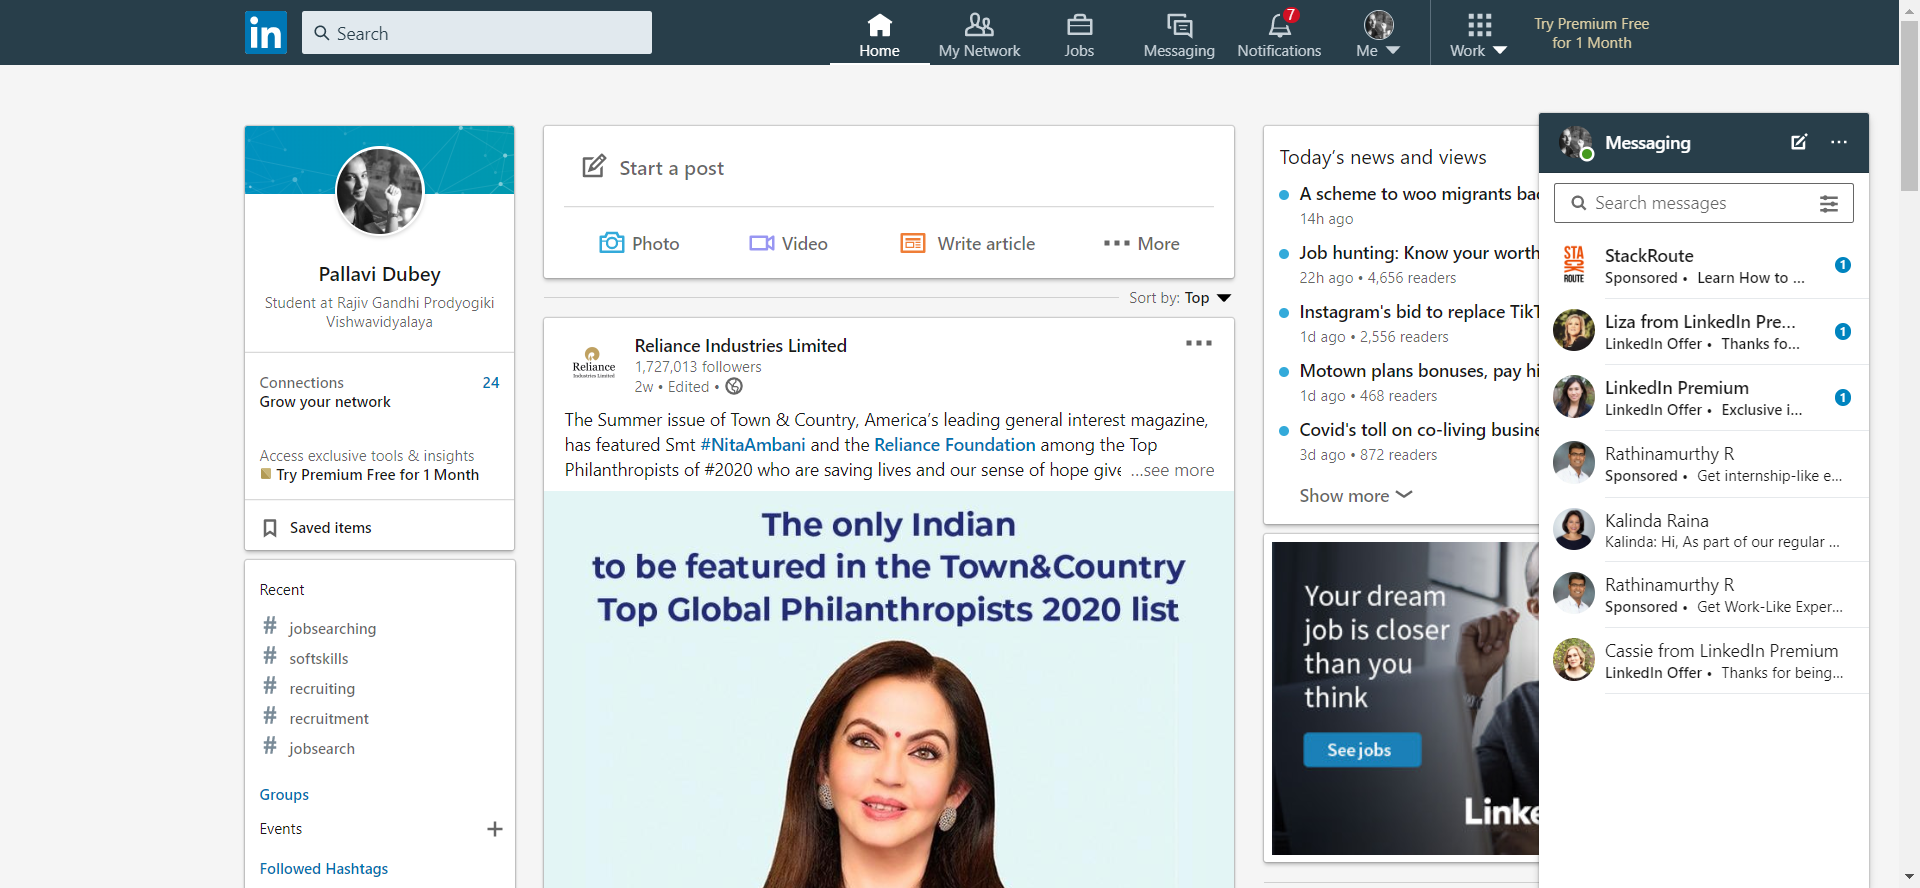 in
Search
Home
My Network
Jobs
Messaging
7
Notifications
Me
Work
Try Premium Free
for 1 Month
Pallavi Dubey
Student at Rajiv Gandhi Prodyogiki
Vishwavidyalaya
Connections 24
Grow your network
Access exclusive tools & insights
Try Premium Free for 1 Month
Saved items
Recent
# jobsearching
# softskills
# recruiting
# recruitment
# jobsearch
Groups
Events +
Followed Hashtags
Start a post
Photo
Video
Write article
More
Sort by: Top
Reliance
Industries Limited
Reliance Industries Limited
1,727,013 followers
2w • Edited •
The Summer issue of Town & Country, America's leading general interest magazine,
has featured Smt #NitaAmbani and the Reliance Foundation among the Top
Philanthropists of #2020 who are saving lives and our sense of hope give ...see more
The only Indian
to be featured in the Town&Country
Top Global Philanthropists 2020 list
Today's news and views
A scheme to woo migrants bac
14h ago
Job hunting: Know your worth
22h ago • 4,656 readers
Instagram's bid to replace TikT
1d ago • 2,556 readers
Motown plans bonuses, pay hi
1d ago • 468 readers
Covid's toll on co-living busine
3d ago • 872 readers
Show more
Your dream
job is closer
than you
think
See jobs
Linke
Messaging
Search messages
STACKROUTE
StackRoute
Sponsored • Learn How to ...
1
Liza from LinkedIn Pre...
LinkedIn Offer • Thanks fo...
1
LinkedIn Premium
LinkedIn Offer • Exclusive i...
1
Rathinamurthy R
Sponsored • Get internship-like e...
Kalinda Raina
Kalinda: Hi, As part of our regular ...
Rathinamurthy R
Sponsored • Get Work-Like Exper...
Cassie from LinkedIn Premium
LinkedIn Offer • Thanks for being...